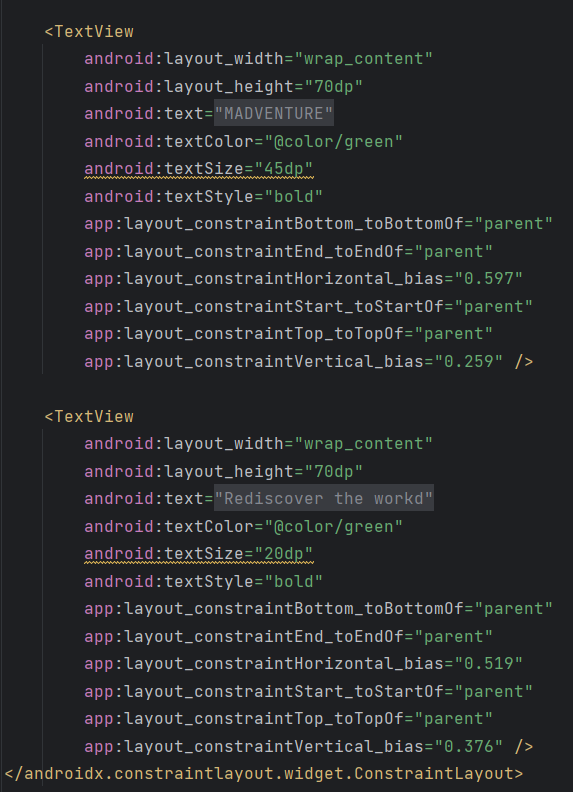 <TextView
android:layout_width="wrap_content"
android:layout_height="70dp"
android:text="MADVENTURE"
android:textColor="@color/green"
android:textSize="45dp"
android:textStyle="bold"
app:layout_constraintBottom_toBottomOf="parent"
app:layout_constraintEnd_toEndOf="parent"
app:layout_constraintHorizontal_bias="0.597"
app:layout_constraintStart_toStartOf="parent"
app:layout_constraintTop_toTopOf="parent"
app:layout_constraintVertical_bias="0.259" />
<TextView
android:layout_width="wrap_content"
android:layout_height="70dp"
android:text="Rediscover the workd"
android:textColor="@color/green"
android:textSize="20dp"
android:textStyle="bold"
app:layout_constraintBottom_toBottomOf="parent"
app:layout_constraintEnd_toEndOf="parent"
app:layout_constraintHorizontal_bias="0.519"
app:layout_constraintStart_toStartOf="parent"
app:layout_constraintTop_toTopOf="parent"
app:layout_constraintVertical_bias="0.376" />
</androidx.constraintlayout.widget.ConstraintLayout>